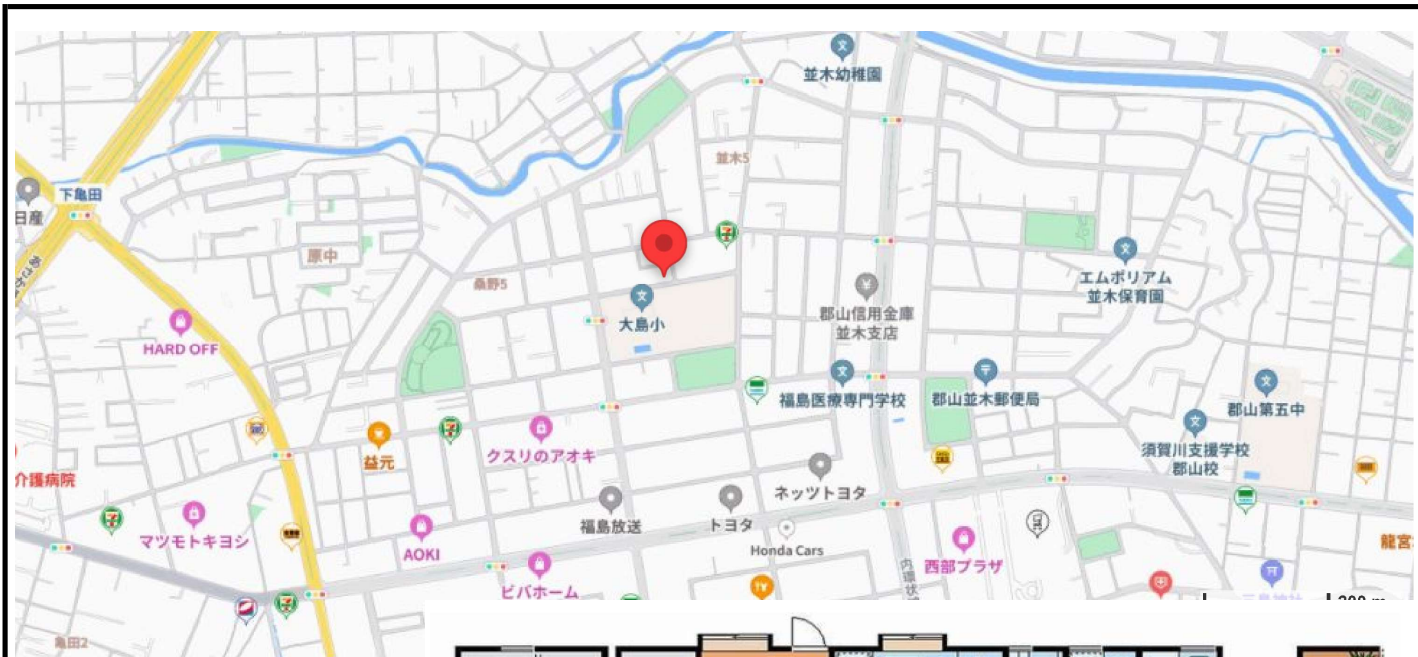 並木幼稚園
並木5
下亀田
日産
原中
桑野5
エムポリアム
並木保育園
大島小
郡山信用金庫
並木支店
HARD OFF
福島医療専門学校
郡山並木郵便局
郡山第五中
須賀川支援学校
郡山校
益元
クスリのアオキ
介護病院
ネッツトヨタ
マツモトキヨシ
福島放送
トヨタ
AOKI
Honda Cars
西部プラザ
龍宮
ビバホーム
内環状
亀田2